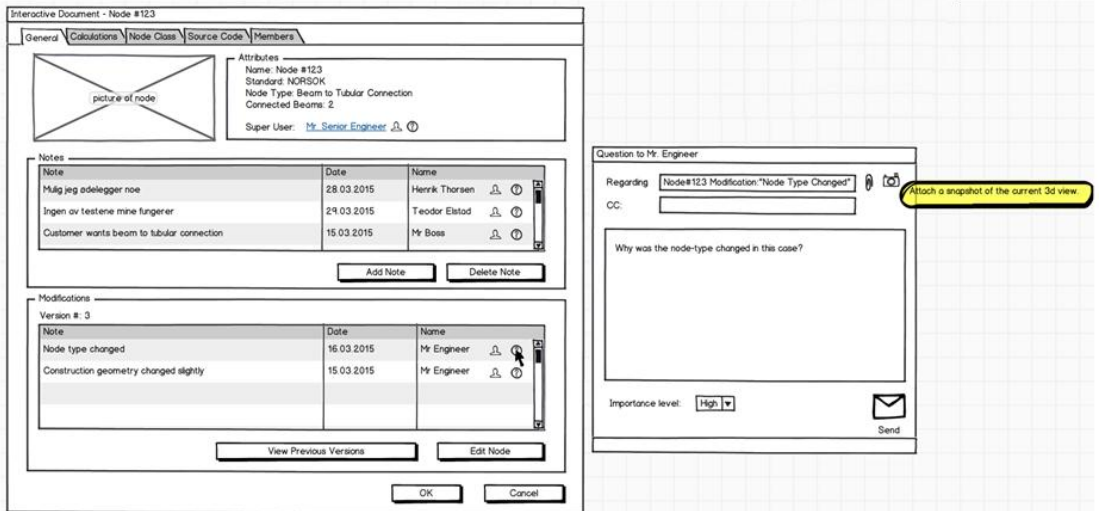 Interactive Document - Node #123
General Calculations Node Class Source Code Members
picture of node
Attributes
Name: Node #123
Standard: NORSOK
Node Type: Beam to Tubular Connection
Connected Beams: 2
Super User: Mr. Senior Engineer
Notes
Note Date Name
Mulig jeg ødelegger noe 28.03.2015 Henrik Thorsen
Ingen av testene mine fungerer 29.03.2015 Teodor Elstad
Customer wants beam to tubular connection 15.03.2015 Mr Boss
Add Note Delete Note
Modifications
Version #: 3
Note Date Name
Node type changed 16.03.2015 Mr Engineer
Construction geometry changed slightly 15.03.2015 Mr Engineer
View Previous Versions Edit Node
OK Cancel
Question to Mr. Engineer
Regarding Node#123 Modification:"Node Type Changed"
Attach a snapshot of the current 3d view.
CC:
Why was the node-type changed in this case?
Importance level: High
Send